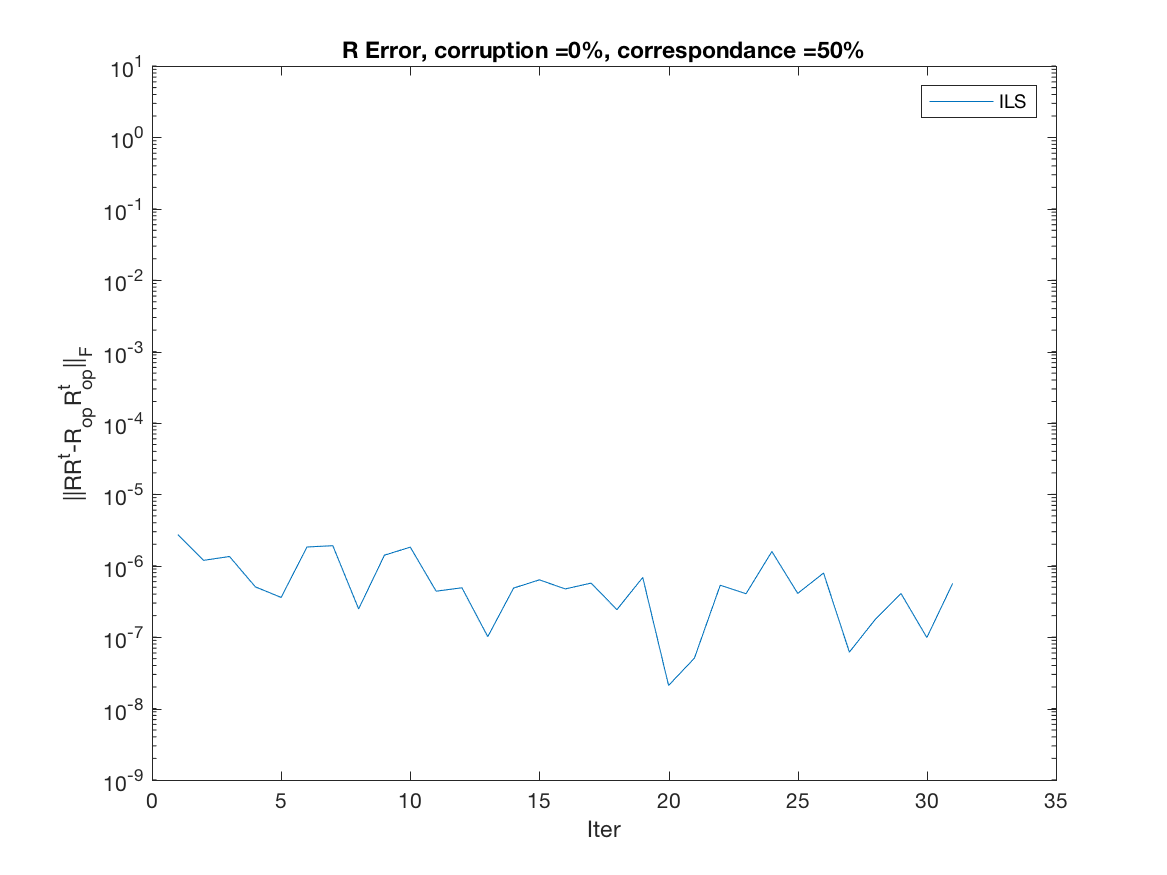 R Error, corruption =0%, correspondance =50%
ILS
10^1
10^0
10^-1
10^-2
10^-3
10^-4
10^-5
10^-6
10^-7
10^-8
10^-9
||RR^t-R_op R^t_op||_F
0 5 10 15 20 25 30 35
Iter